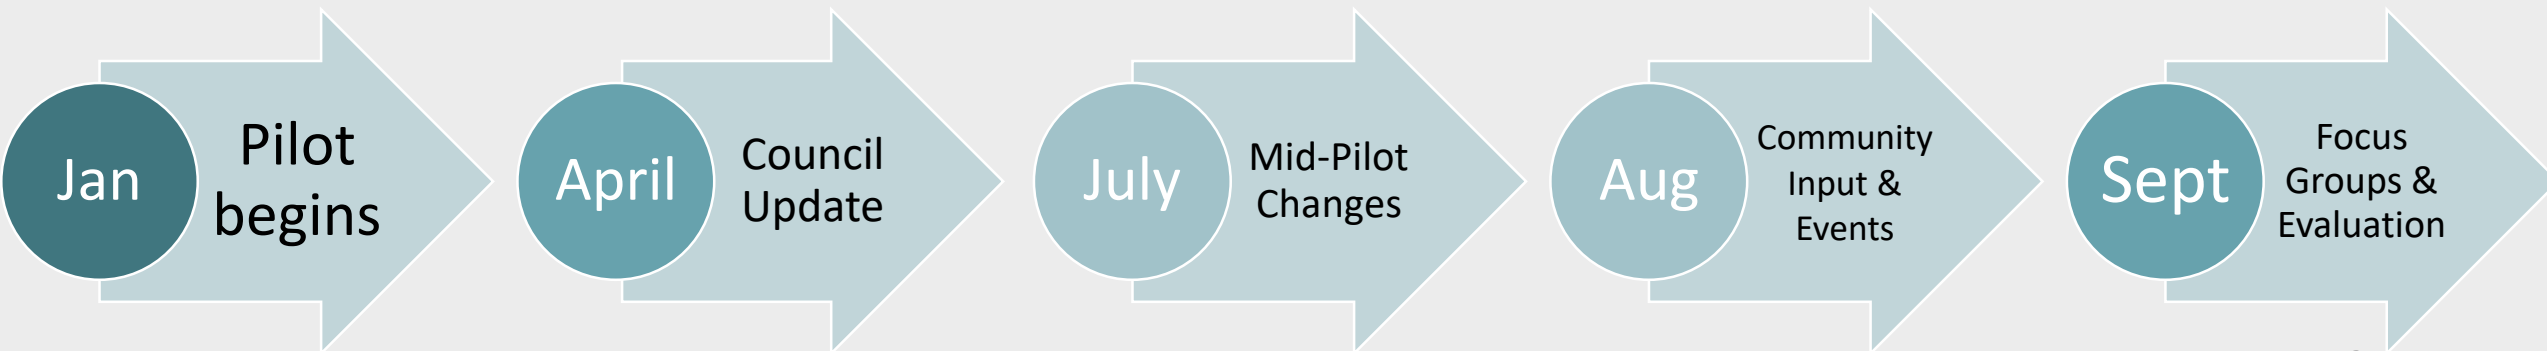 Jan
Pilot
begins
April
Council
Update
July
Mid-Pilot
Changes
Aug
Community
Input &
Events
Sept
Focus
Groups &
Evaluation